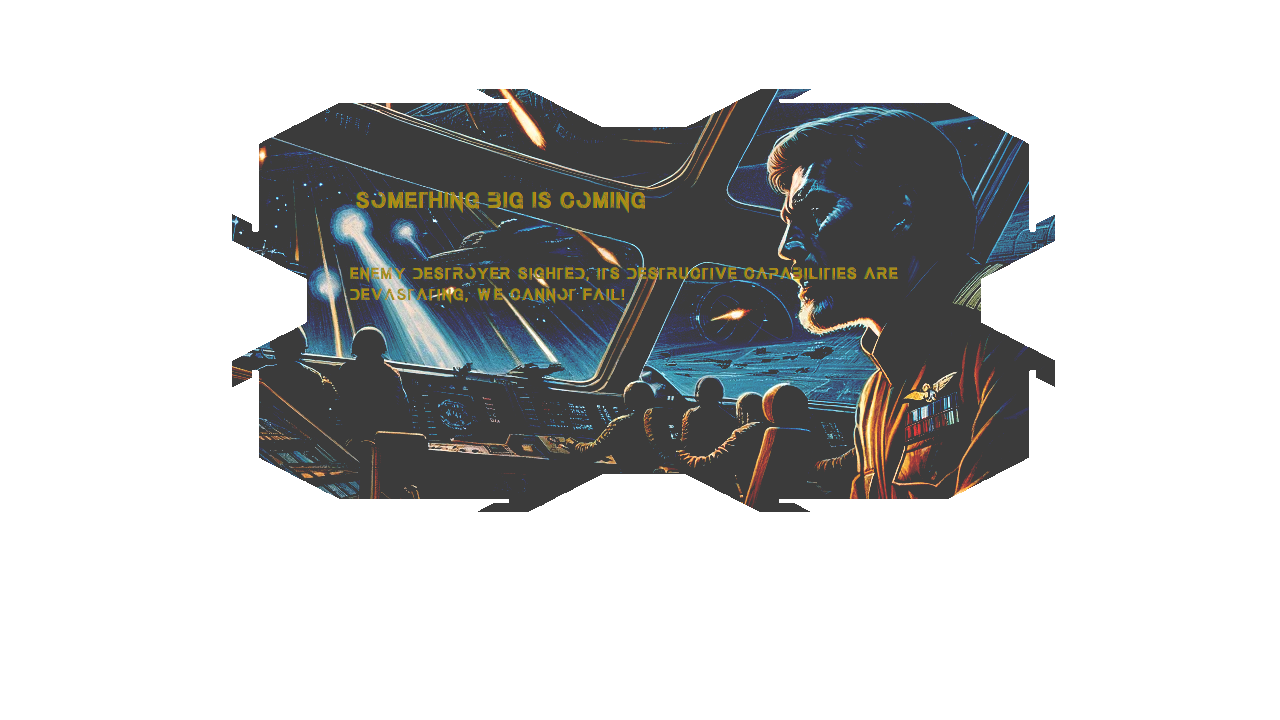 SOMETHING BIG IS COMING
ENEMY DESTROYER SIGHTED, ITS DESTRUCTIVE CAPABILITIES ARE
DEVASTATING, WE CANNOT FAIL!